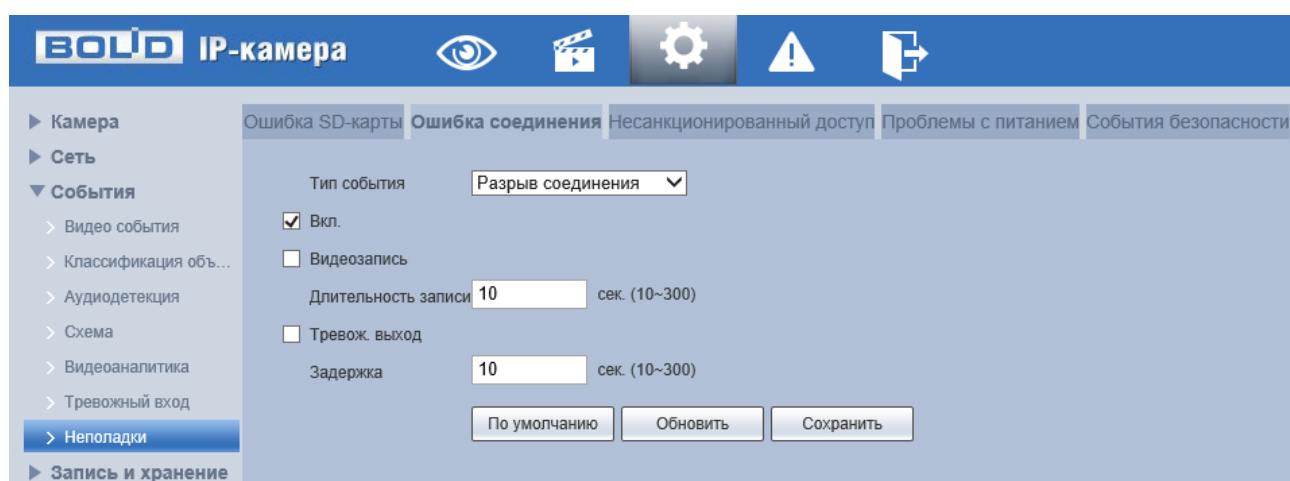 BOLID IP-камера
Камера
Сеть
События
Видео события
Классификация объ...
Аудиодетекция
Схема
Видеоаналитика
Тревожный вход
Неполадки
Запись и хранение
Ошибка SD-карты Ошибка соединения Несанкционированный доступ Проблемы с питанием События безопасности
Тип события Разрыв соединения
Вкл.
Видеозапись
Длительность записи 10 сек. (10~300)
Тревож. выход
Задержка 10 сек. (10~300)
По умолчанию Обновить Сохранить